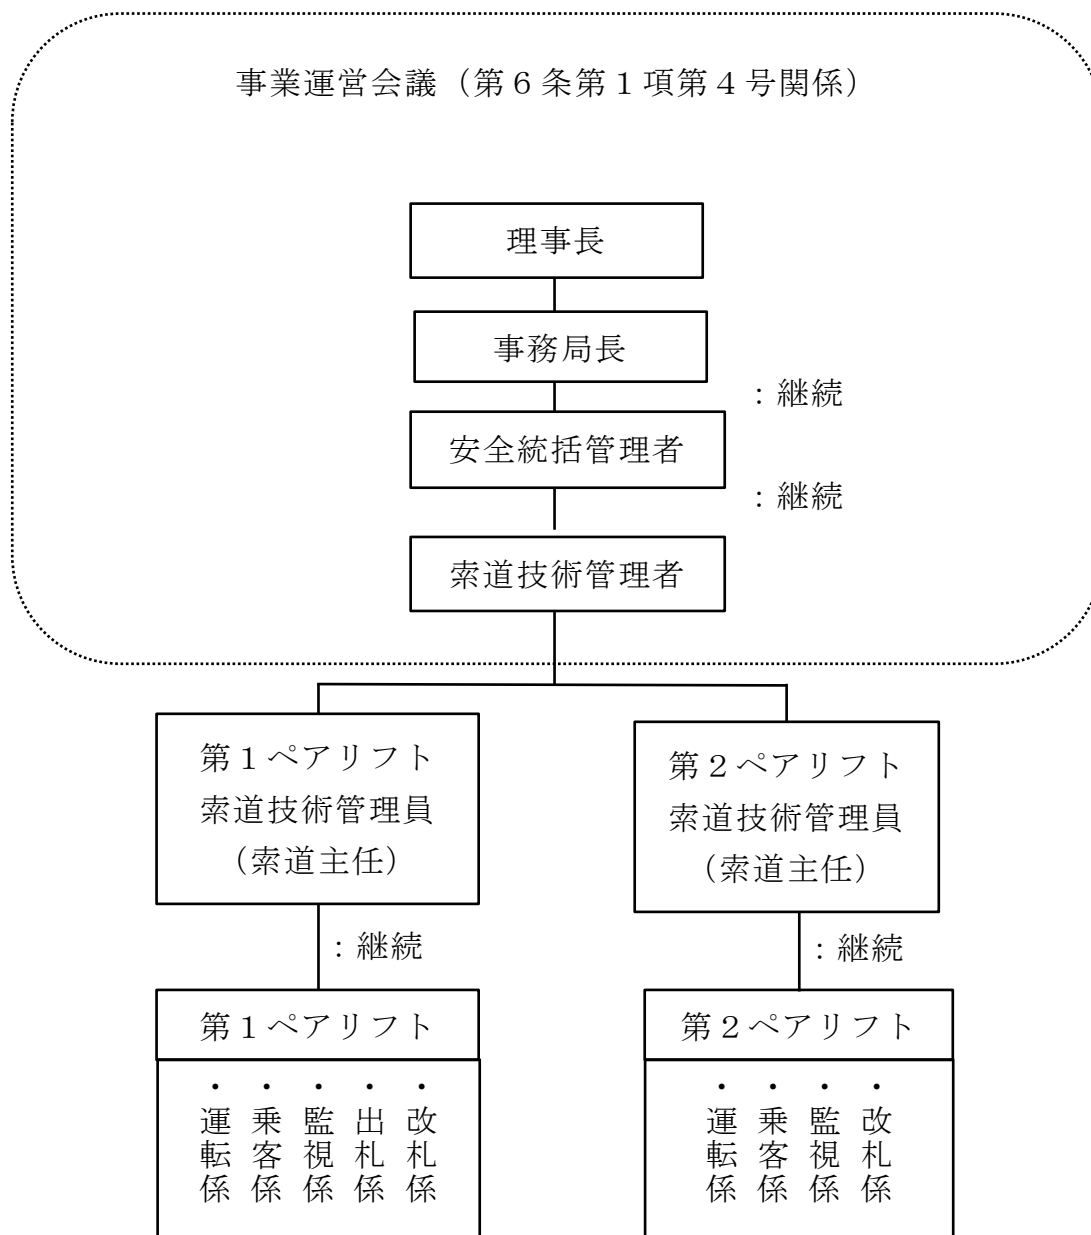 事業運営会議（第６条第１項第４号関係）
理事長
事務局長
：継続
安全統括管理者
：継続
索道技術管理者
第１ペアリフト
索道技術管理員
（索道主任）
第２ペアリフト
索道技術管理員
（索道主任）
：継続
：継続
第１ペアリフト
・運転係
・乗客係
・監視係
・出札係
・改札係
第２ペアリフト
・運転係
・乗客係
・監視係
・改札係